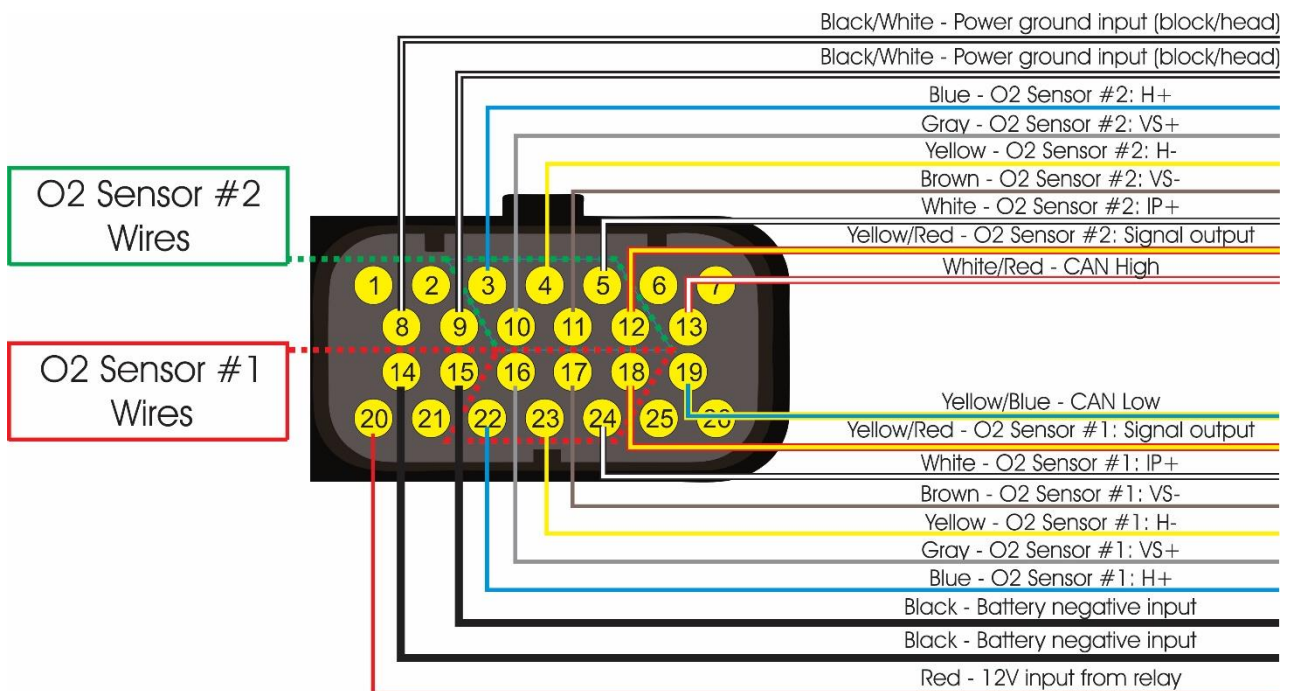 Black/White - Power ground input (block/head)
Black/White - Power ground input (block/head)
Blue - O2 Sensor #2: H+
Gray - O2 Sensor #2: VS+
Yellow - O2 Sensor #2: H-
Brown - O2 Sensor #2: VS-
White - O2 Sensor #2: IP+
Yellow/Red - O2 Sensor #2: Signal output
White/Red - CAN High
O2 Sensor #2
Wires
1 2 3 4 5 6 7
8 9 10 11 12 13
O2 Sensor #1
Wires
14 15 16 17 18 19
20 21 22 23 24 25 26
Yellow/Blue - CAN Low
Yellow/Red - O2 Sensor #1: Signal output
White - O2 Sensor #1: IP+
Brown - O2 Sensor #1: VS-
Yellow - O2 Sensor #1: H-
Gray - O2 Sensor #1: VS+
Blue - O2 Sensor #1: H+
Black - Battery negative input
Black - Battery negative input
Red - 12V input from relay